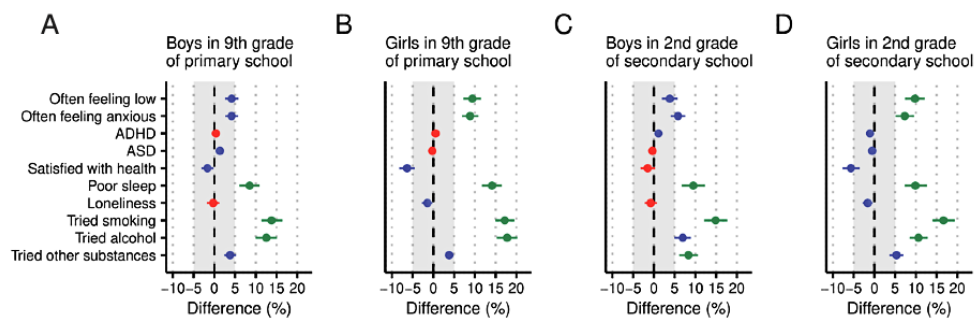 A
B
C
D
Boys in 9th grade
of primary school
Girls in 9th grade
of primary school
Boys in 2nd grade
of secondary school
Girls in 2nd grade
of secondary school
Often feeling low
Often feeling anxious
ADHD
ASD
Satisfied with health
Poor sleep
Loneliness
Tried smoking
Tried alcohol
Tried other substances
−10 −5 0 5 10 15 20
−10 −5 0 5 10 15 20
−10 −5 0 5 10 15 20
−10 −5 0 5 10 15 20
Difference (%)
Difference (%)
Difference (%)
Difference (%)